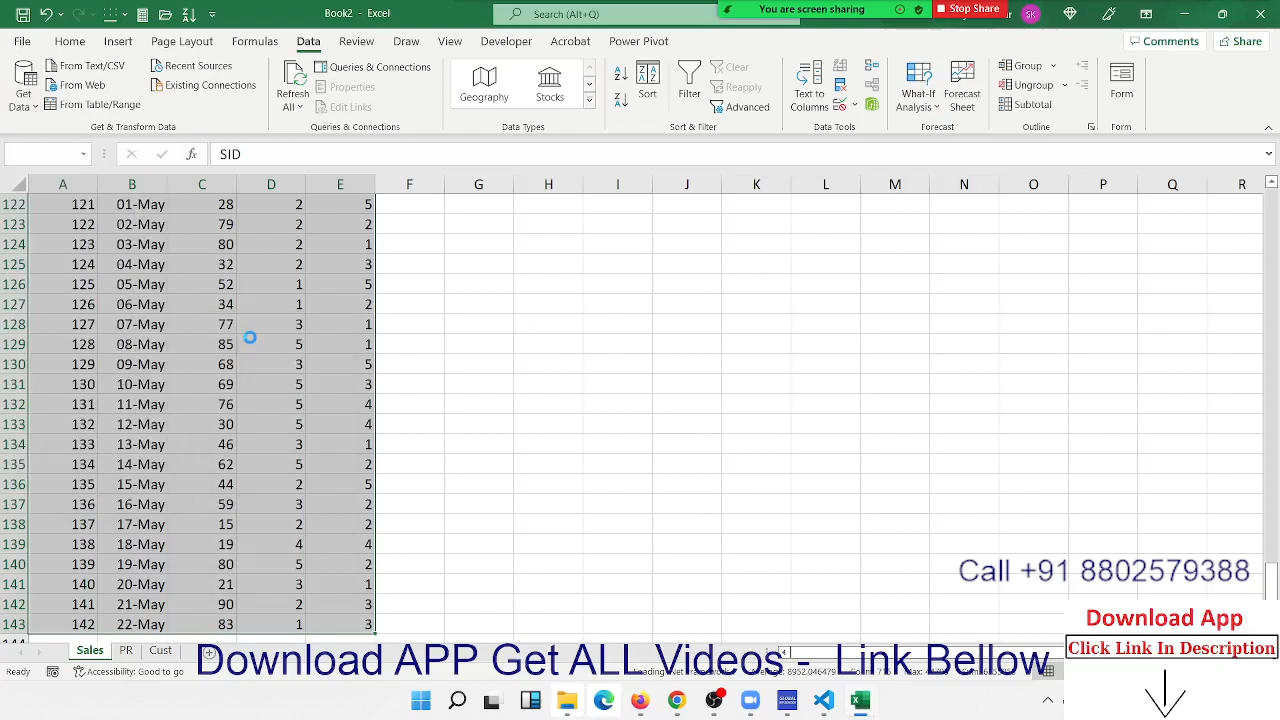 Book2 - Excel
Search (Alt+Q)
You are screen sharing
Stop Share
SK
File Home Insert Page Layout Formulas Data Review View Automate Developer Acrobat Power Pivot
Comments
Share
Get Data
From Text/CSV
From Web
From Table/Range
Recent Sources
Existing Connections
Get & Transform Data
Refresh All
Queries & Connections
Properties
Edit Links
Queries & Connections
Geography
Stocks
Data Types
Sort
Filter
Clear
Reapply
Advanced
Sort & Filter
Text to Columns
Data Tools
What-If Analysis
Forecast Sheet
Forecast
Group
Ungroup
Subtotal
Outline
Form
Form
SID
A B C D E F G H I J K L M N O P Q R
122 121 01-May 28 2 5
123 122 02-May 79 2 2
124 123 03-May 80 2 1
125 124 04-May 32 2 3
126 125 05-May 52 1 5
127 126 06-May 34 1 2
128 127 07-May 77 3 1
129 128 08-May 85 5 1
130 129 09-May 68 3 5
131 130 10-May 69 5 3
132 131 11-May 76 5 4
133 132 12-May 30 5 4
134 133 13-May 46 3 1
135 134 14-May 62 5 2
136 135 15-May 44 2 5
137 136 16-May 59 3 2
138 137 17-May 15 2 2
139 138 18-May 19 4 4
140 139 19-May 80 5 2
141 140 20-May 21 3 1
142 141 21-May 90 2 3
143 142 22-May 83 1 3
Call +91 8802579388
Download App
Click Link In Description
Sales PR Cust
Download APP Get ALL Videos - Link Bellow
Ready
Accessibility: Good to go